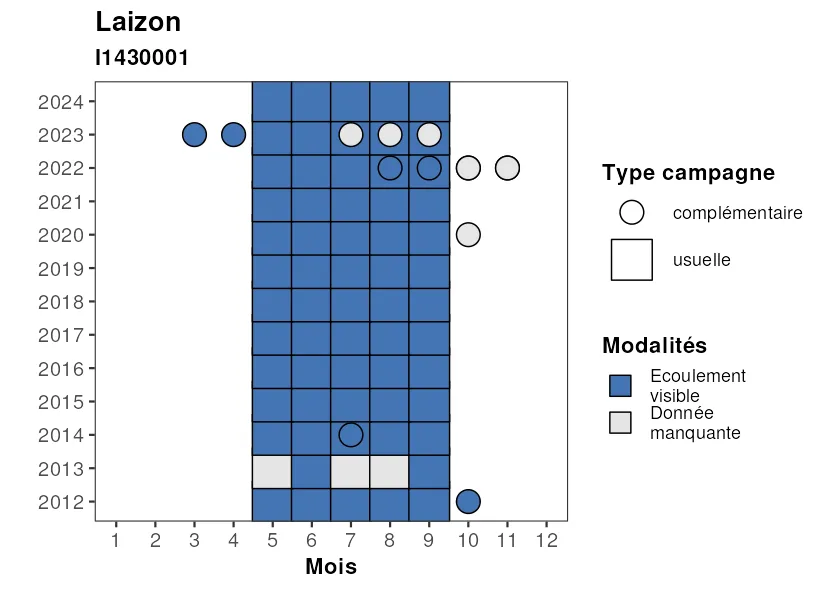 Laizon
I1430001
2024
2023
2022
2021
2020
2019
2018
2017
2016
2015
2014
2013
2012
1 2 3 4 5 6 7 8 9 10 11 12
Mois
Type campagne
complémentaire
usuelle
Modalités
Ecoulement
visible
Donnée
manquante